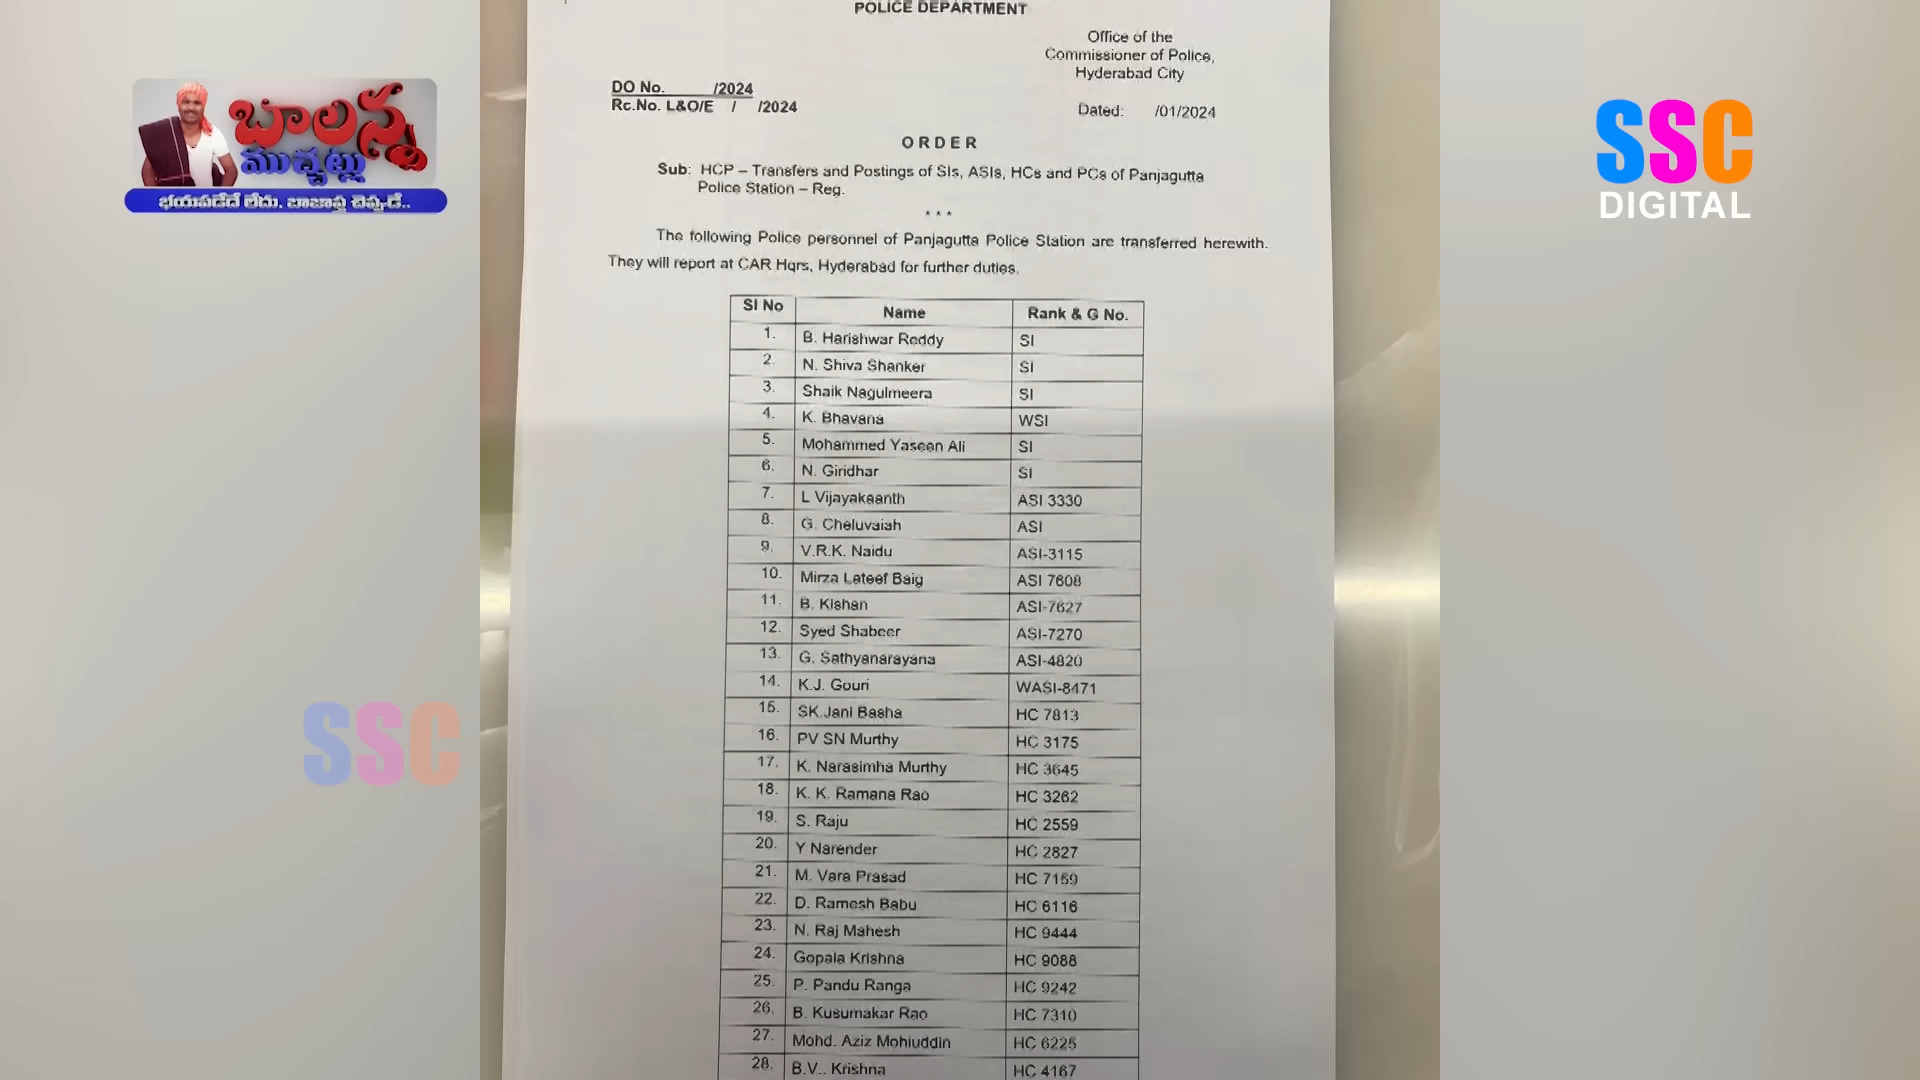 POLICE DEPARTMENT
Office of the
Commissioner of Police,
Hyderabad City
DO No. /2024
Rc.No. L&O/E / /2024
Dated: /01/2024
ORDER
Sub: HCP – Transfers and Postings of SIs, ASIs, HCs and PCs of Panjagutta
Police Station – Reg.
* * *
The following Police personnel of Panjagutta Police Station are transferred herewith.
They will report at CAR Hqrs, Hyderabad for further duties.
Sl No Name Rank & G No.
1. B. Harishwar Reddy SI
2. N. Shiva Shanker SI
3. Shaik Nagulmeera SI
4. K. Bhavana WSI
5. Mohammed Yaseen Ali SI
6. N. Giridhar SI
7. L Vijayakaanth ASI 3330
8. G. Cheluvaiah ASI
9. V.R.K. Naidu ASI-3115
10. Mirza Lateef Baig ASI 7608
11. B. Kishan ASI-7627
12. Syed Shabeer ASI-7270
13. G. Sathyanarayana ASI-4820
14. K.J. Gouri WASI-8471
15. SK.Jani Basha HC 7813
16. PV SN Murthy HC 3175
17. K. Narasimha Murthy HC 3645
18. K. K. Ramana Rao HC 3262
19. S. Raju HC 2559
20. Y Narender HC 2827
21. M. Vara Prasad HC 7159
22. D. Ramesh Babu HC 6116
23. N. Raj Mahesh HC 9444
24. Gopala Krishna HC 9088
25. P. Pandu Ranga HC 9242
26. B. Kusumakar Rao HC 7310
27. Mohd. Aziz Mohiuddin HC 6225
28. B.V.. Krishna HC 4167
బాలన్న
ముచ్చట్లు
భయపడేదే లేదు. బాజాప్త చెప్పుడే..
SSC
DIGITAL
SSC